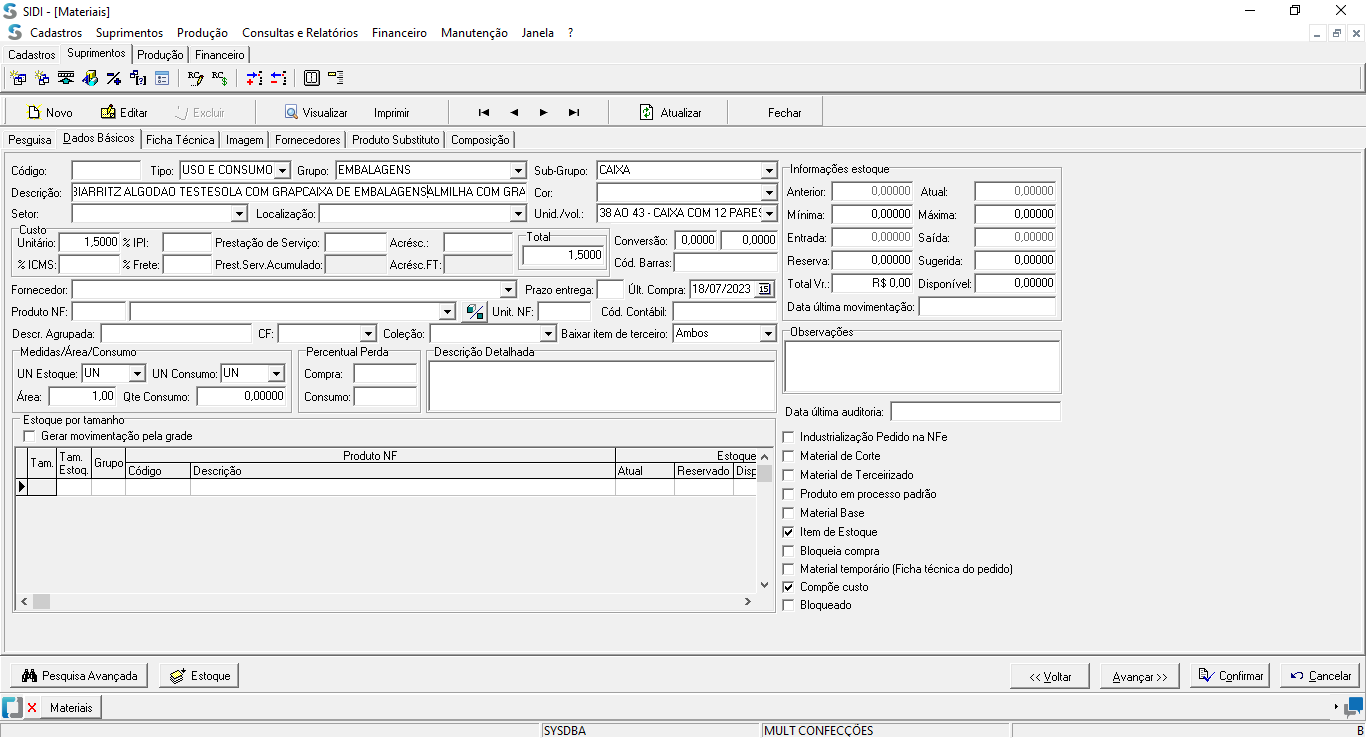 SIDI - [Materiais]
Cadastros Suprimentos Produção Consultas e Relatórios Financeiro Manutenção Janela ?
Cadastros Suprimentos Produção Financeiro
Novo Editar Excluir Visualizar Imprimir Atualizar Fechar
Pesquisa Dados Básicos Ficha Técnica Imagem Fornecedores Produto Substituto Composição
Código: Tipo: USO E CONSUMO Grupo: EMBALAGENS Sub-Grupo: CAIXA
Descrição: BIARRITZ ALGODAO TESTESOLA COM GRAPCAIXA DE EMBALAGENSALMILHA COM GRA Cor:
Setor: Localização: Unid./vol.: 38 AO 43 - CAIXA COM 12 PARES
Custo
Unitário: 1,5000 % IPI: Prestação de Serviço: Acrésc.:
% ICMS: % Frete: Prest.Serv.Acumulado: Acrésc.FT:
Total
1,5000
Conversão: 0,0000 0,0000
Cód. Barras:
Fornecedor: Prazo entrega: Últ. Compra: 18/07/2023 15
Produto NF: Unit. NF: Cód. Contábil:
Descr. Agrupada: CF: Coleção: Baixar item de terceiro: Ambos
Medidas/Área/Consumo
UN Estoque: UN UN Consumo: UN
Área: 1,00 Qte Consumo: 0,00000
Percentual Perda
Compra:
Consumo:
Descrição Detalhada
Estoque por tamanho
Gerar movimentação pela grade
Tam. Tam. Estoq. Grupo Produto NF Estoque
Código Descrição Atual Reservado Disp
Informações estoque
Anterior: 0,00000 Atual: 0,00000
Mínima: 0,00000 Máxima: 0,00000
Entrada: 0,00000 Saída: 0,00000
Reserva: 0,00000 Sugerida: 0,00000
Total Vr.: R$ 0,00 Disponível: 0,00000
Data última movimentação:
Observações
Data última auditoria:
Industrialização Pedido na NFe
Material de Corte
Material de Terceirizado
Produto em processo padrão
Material Base
Item de Estoque
Bloqueia compra
Material temporário (Ficha técnica do pedido)
Compõe custo
Bloqueado
Pesquisa Avançada Estoque << Voltar Avançar >> Confirmar Cancelar
Materiais
SYSDBA MULT CONFECÇÕES B